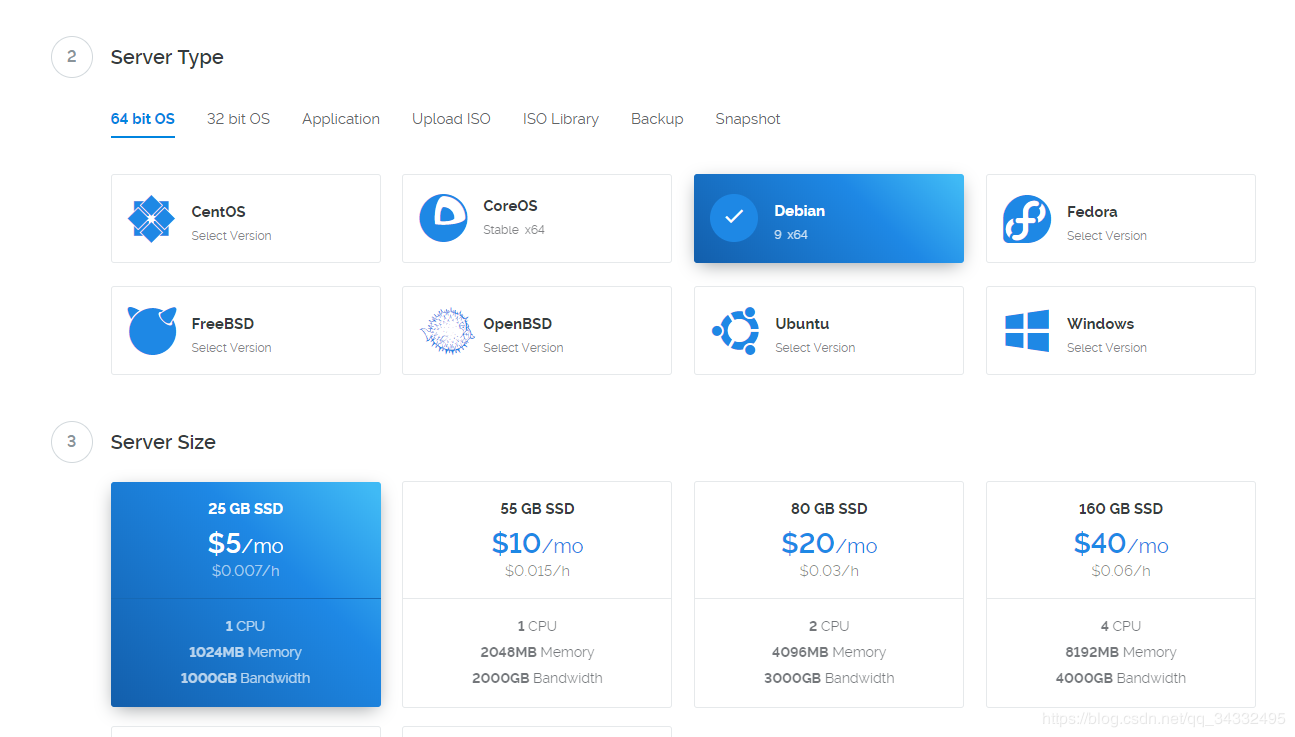 2 Server Type
64 bit OS 32 bit OS Application Upload ISO ISO Library Backup Snapshot
CentOS
Select Version
CoreOS
Stable x64
Debian
9 x64
Fedora
Select Version
FreeBSD
Select Version
OpenBSD
Select Version
Ubuntu
Select Version
Windows
Select Version
3 Server Size
25 GB SSD
$5/mo
$0.007/h
1 CPU
1024MB Memory
1000GB Bandwidth
55 GB SSD
$10/mo
$0.015/h
1 CPU
2048MB Memory
2000GB Bandwidth
80 GB SSD
$20/mo
$0.03/h
2 CPU
4096MB Memory
3000GB Bandwidth
160 GB SSD
$40/mo
$0.06/h
4 CPU
8192MB Memory
4000GB Bandwidth
https://blog.csdn.net/qq_34332495